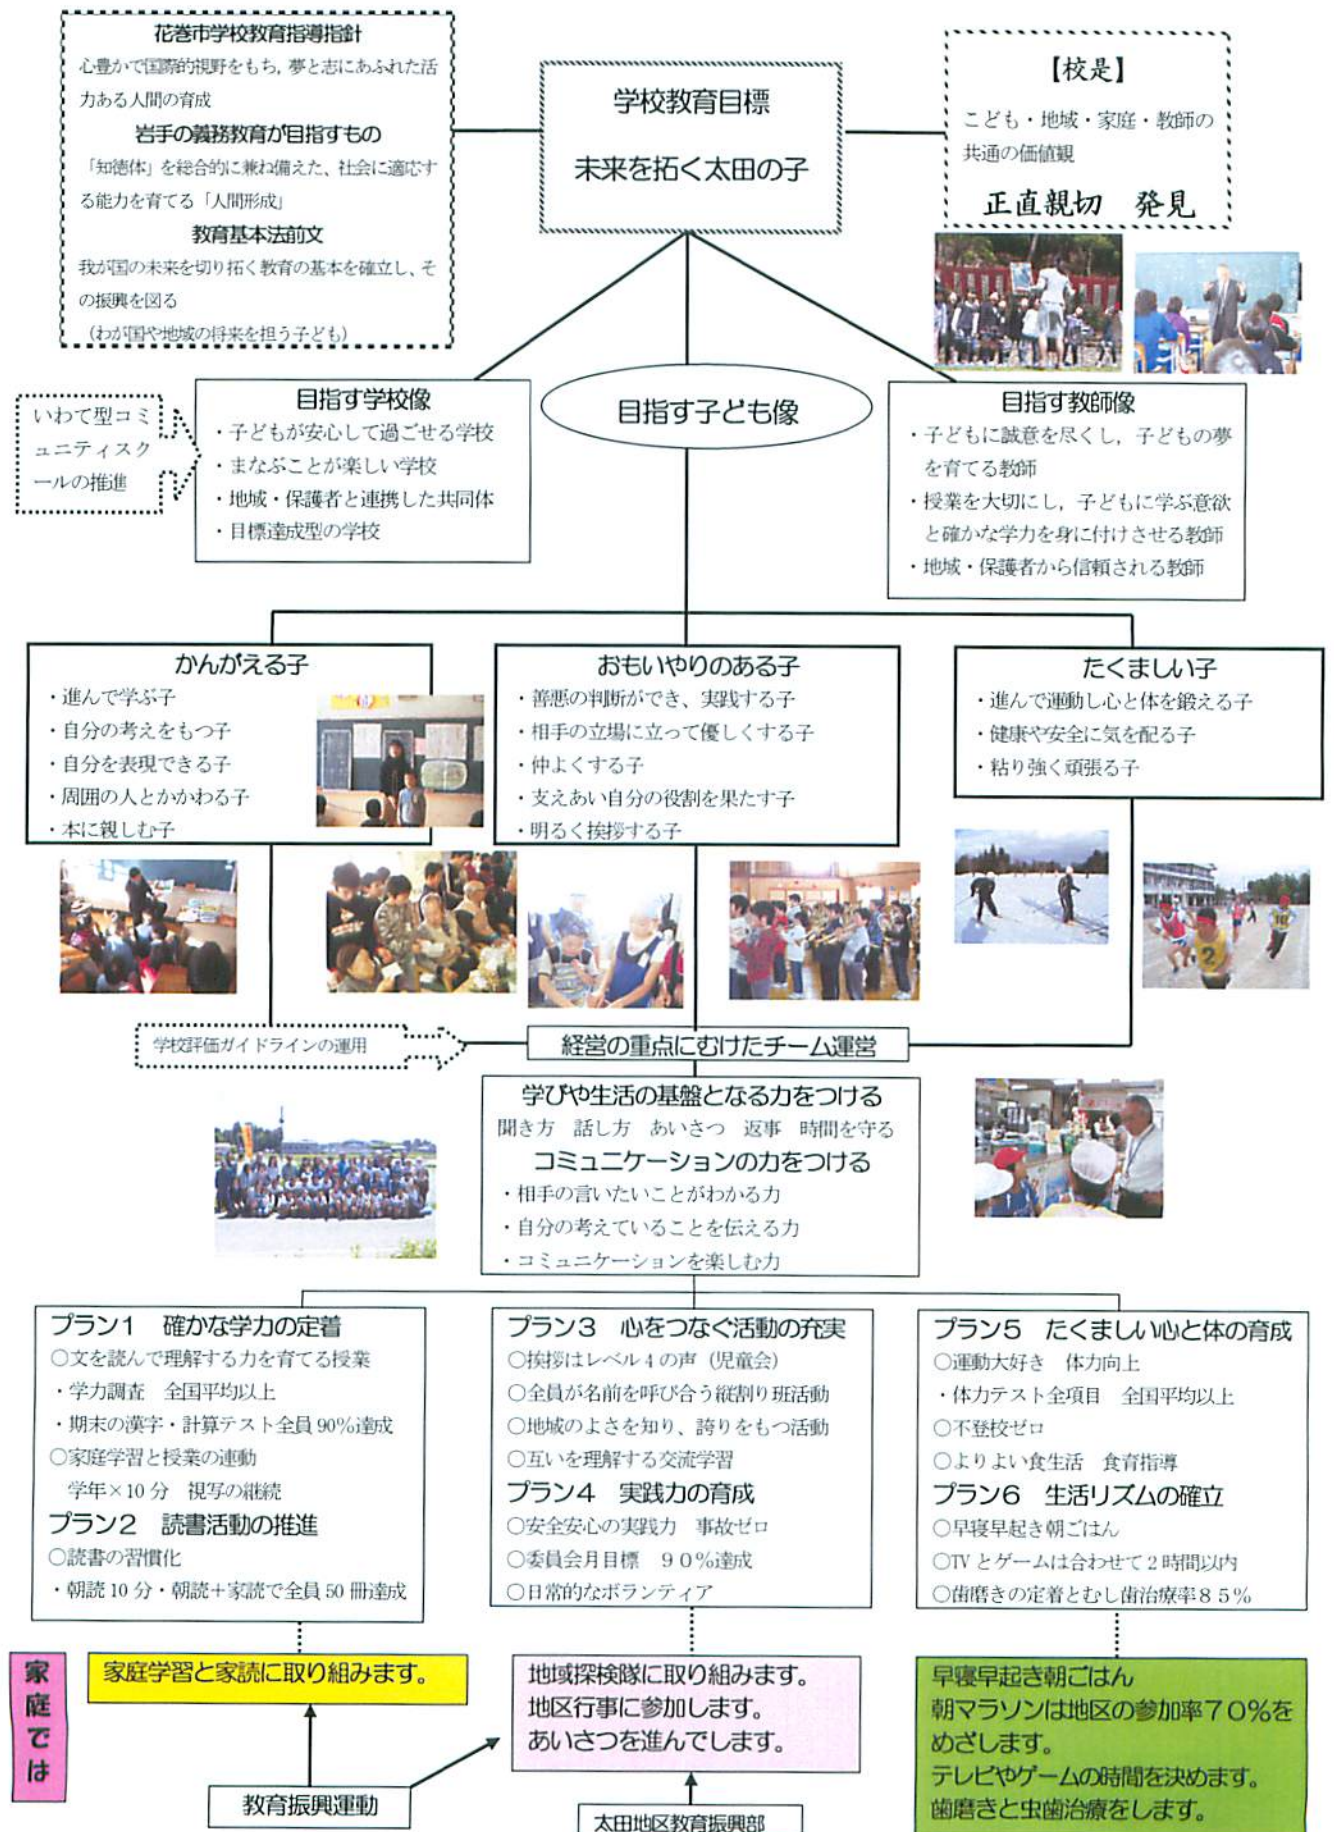 花巻市学校教育指導指針
心豊かで国際的視野をもち，夢と志にあふれた活
力ある人間の育成
岩手の義務教育が目指すもの
「知徳体」を総合的に兼ね備えた、社会に適応す
る能力を育てる「人間形成」
教育基本法前文
我が国の未来を切り拓く教育の基本を確立し、そ
の振興を図る
（わが国や地域の将来を担う子ども）
学校教育目標
未来を拓く太田の子
【校是】
こども・地域・家庭・教師の
共通の価値観
正直親切　発見
いわて型コミ
ュニティスク
ールの推進
目指す学校像
・子どもが安心して過ごせる学校
・まなぶことが楽しい学校
・地域・保護者と連携した共同体
・目標達成型の学校
目指す子ども像
目指す教師像
・子どもに誠意を尽くし，子どもの夢
を育てる教師
・授業を大切にし，子どもに学ぶ意欲
と確かな学力を身に付けさせる教師
・地域・保護者から信頼される教師
かんがえる子
・進んで学ぶ子
・自分の考えをもつ子
・自分を表現できる子
・周囲の人とかかわる子
・本に親しむ子
おもいやりのある子
・善悪の判断ができ、実践する子
・相手の立場に立って優しくする子
・仲よくする子
・支えあい自分の役割を果たす子
・明るく挨拶する子
たくましい子
・進んで運動し心と体を鍛える子
・健康や安全に気を配る子
・粘り強く頑張る子
2
学校評価ガイドラインの運用
経営の重点にむけたチーム運営
学びや生活の基盤となる力をつける
聞き方　話し方　あいさつ　返事　時間を守る
コミュニケーションの力をつける
・相手の言いたいことがわかる力
・自分の考えていることを伝える力
・コミュニケーションを楽しむ力
プラン１　確かな学力の定着
○文を読んで理解する力を育てる授業
・学力調査　全国平均以上
・期末の漢字・計算テスト全員90%達成
○家庭学習と授業の連動
学年×10分　視写の継続
プラン２　読書活動の推進
○読書の習慣化
・朝読10分・朝読＋家読で全員50冊達成
プラン３　心をつなぐ活動の充実
○挨拶はレベル4の声（児童会）
○全員が名前を呼び合う縦割り班活動
○地域のよさを知り、誇りをもつ活動
○互いを理解する交流学習
プラン４　実践力の育成
○安全安心の実践力　事故ゼロ
○委員会月目標　９０％達成
○日常的なボランティア
プラン５　たくましい心と体の育成
○運動大好き　体力向上
・体力テスト全項目　全国平均以上
○不登校ゼロ
○よりよい食生活　食育指導
プラン６　生活リズムの確立
○早寝早起き朝ごはん
○TVとゲームは合わせて2時間以内
○歯磨きの定着とむし歯治療率８５％
家庭では
家庭学習と家読に取り組みます。
地域探検隊に取り組みます。
地区行事に参加します。
あいさつを進んでします。
早寝早起き朝ごはん
朝マラソンは地区の参加率７０％を
めざします。
テレビやゲームの時間を決めます。
歯磨きと虫歯治療をします。
教育振興運動
太田地区教育振興部